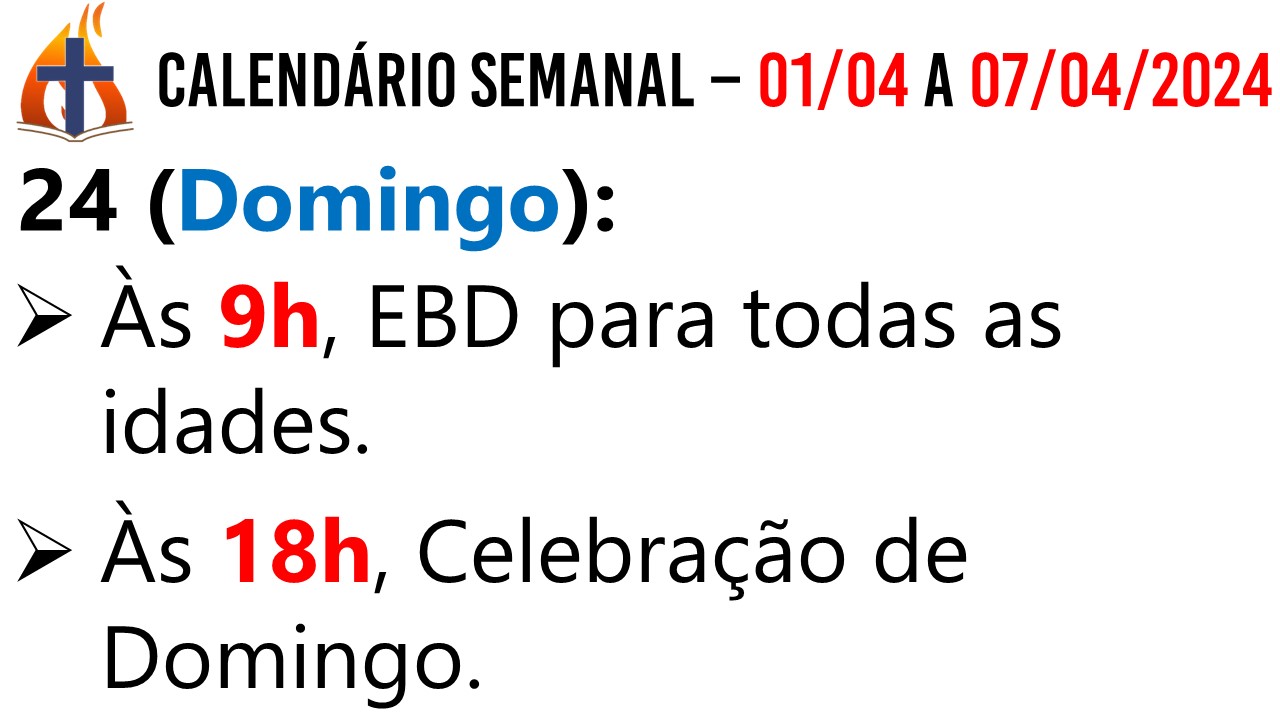 CALENDÁRIO SEMANAL – 01/04 A 07/04/2024
24 (Domingo):
➢ Às 9h, EBD para todas as
idades.
➢ Às 18h, Celebração de
Domingo.